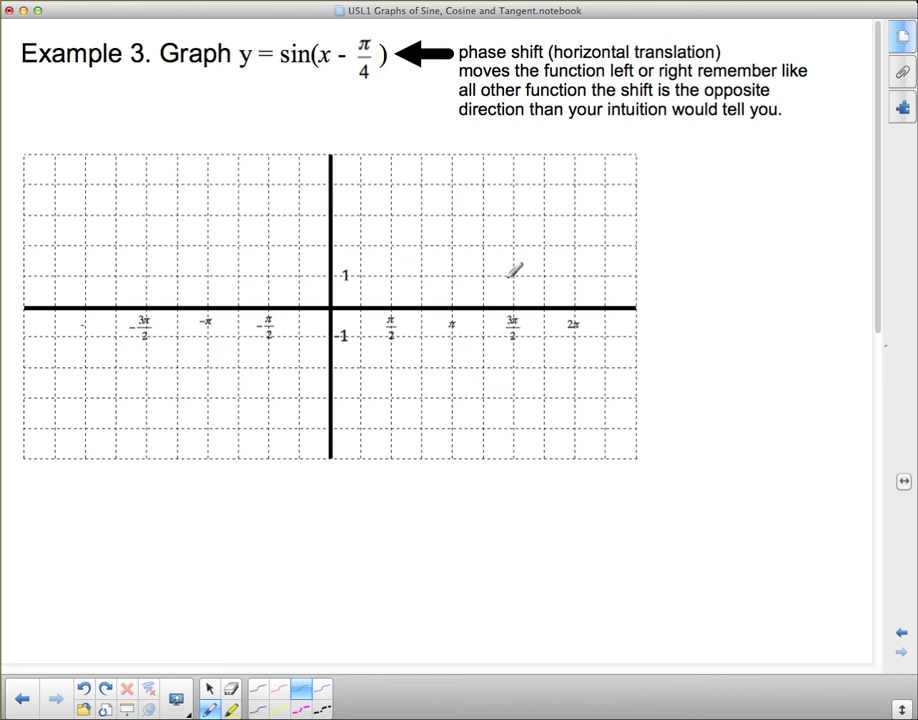 U5L1 Graphs of Sine, Cosine and Tangent.notebook
Example 3. Graph y = sin(x - π/4)
phase shift (horizontal translation)
moves the function left or right remember like
all other function the shift is the opposite
direction than your intuition would tell you.
1
-3π/2 -π -π/2 π/2 π 3π/2 2π
-1